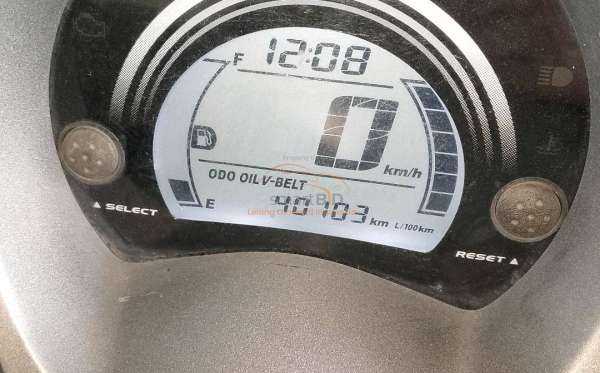 F 12:08
0 km/h
ODO OIL V-BELT
E 40103 km L/100km
SELECT
RESET